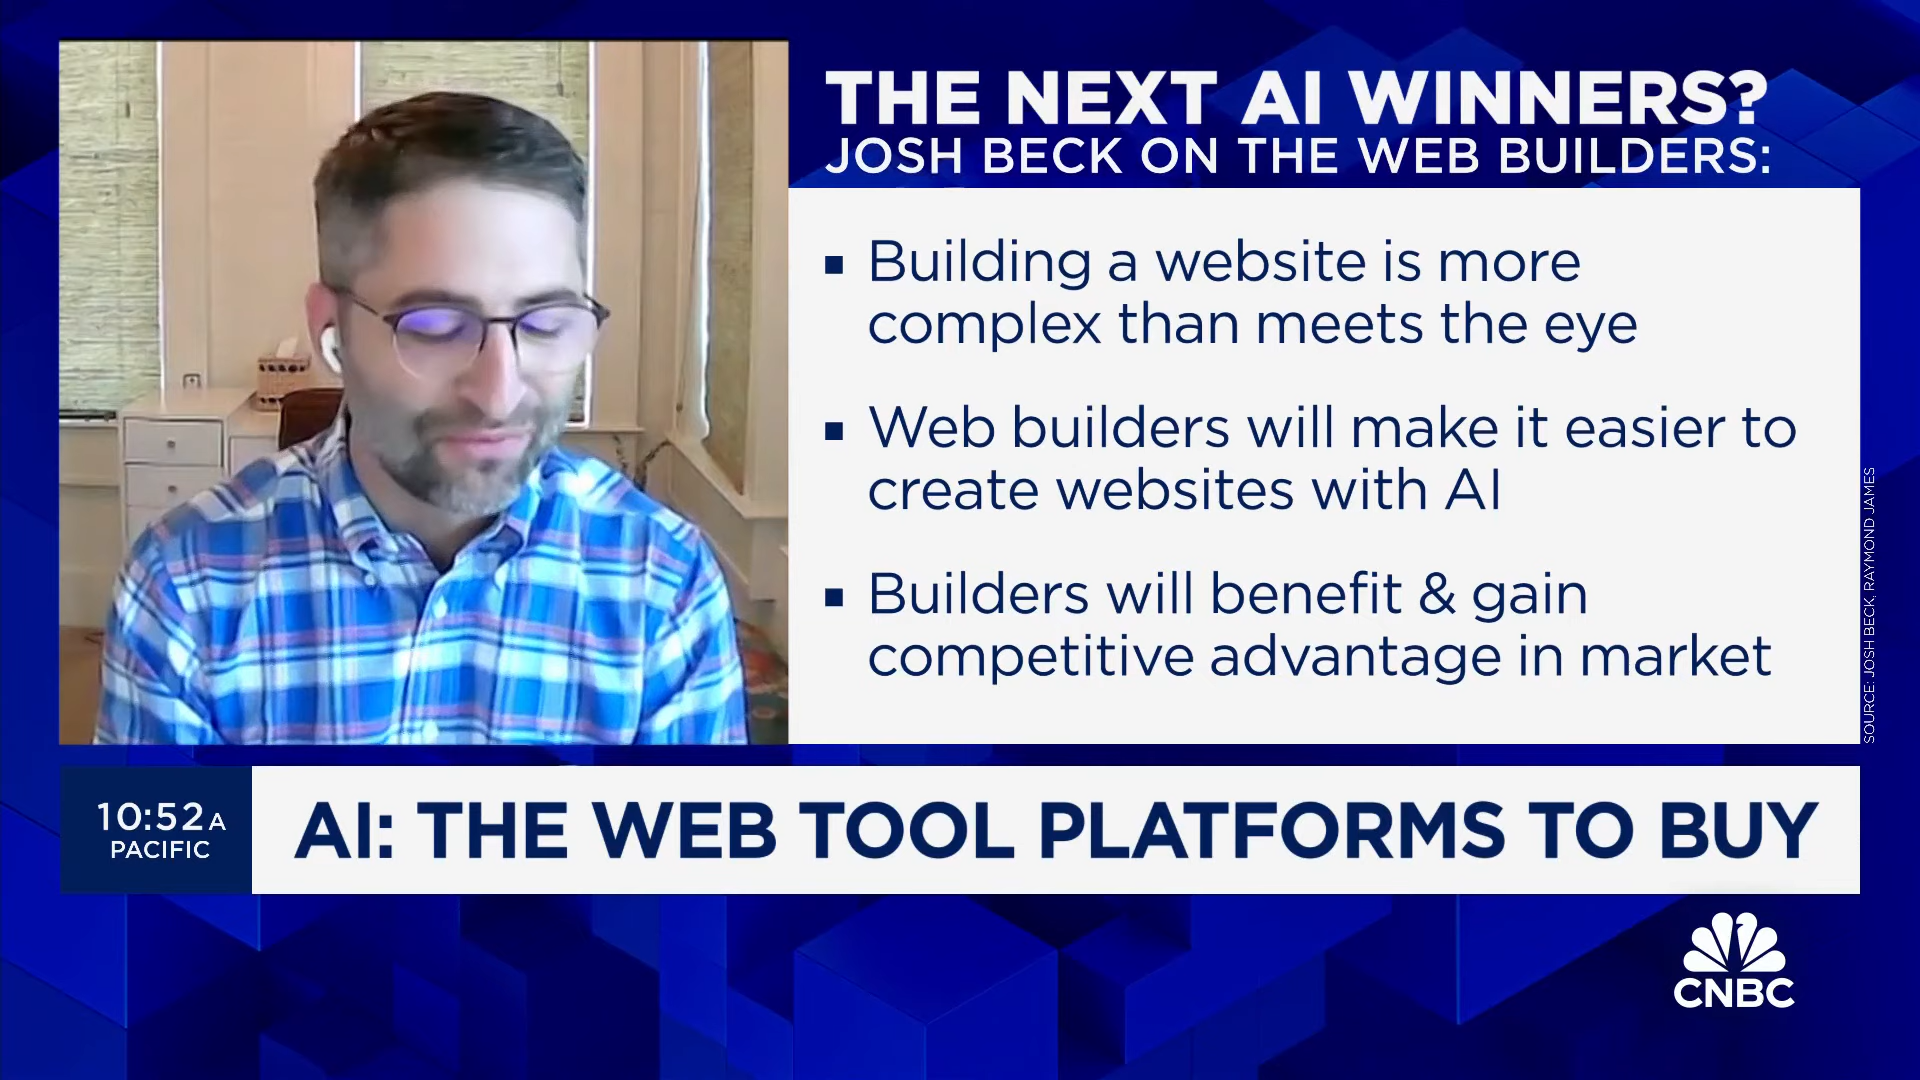 THE NEXT AI WINNERS?
JOSH BECK ON THE WEB BUILDERS:
▪ Building a website is more
complex than meets the eye
▪ Web builders will make it easier to
create websites with AI
▪ Builders will benefit & gain
competitive advantage in market
SOURCE: JOSH BECK, RAYMOND JAMES
10:52A
PACIFIC
AI: THE WEB TOOL PLATFORMS TO BUY
CNBC